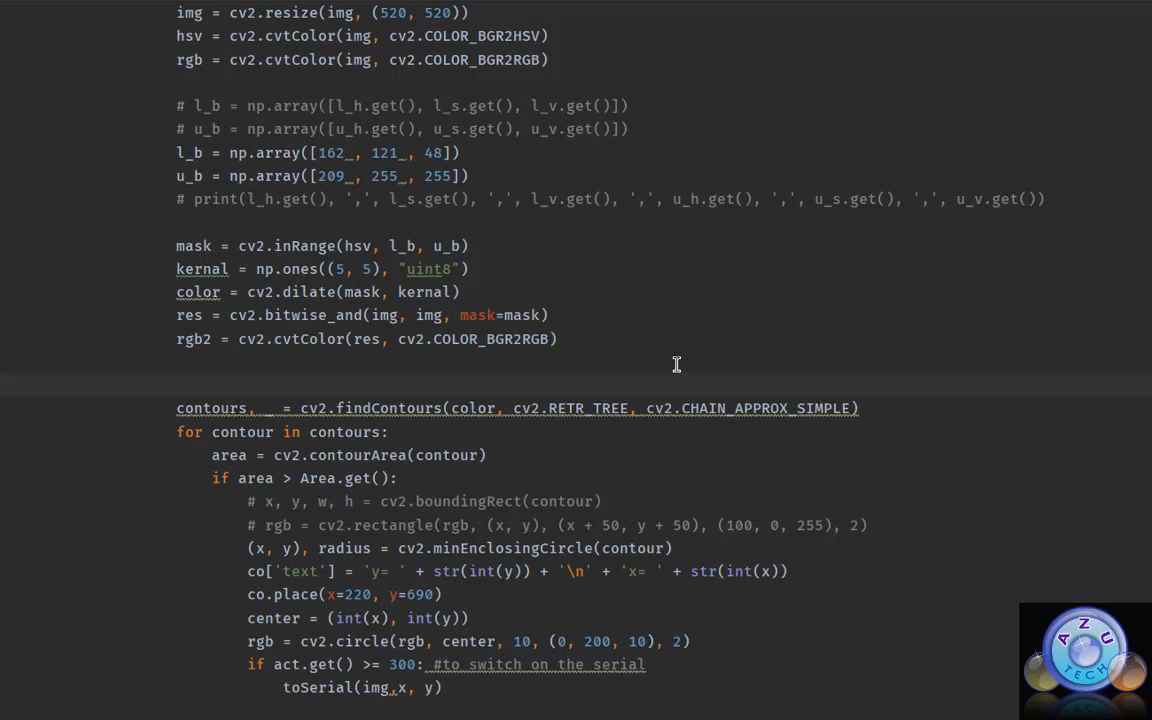 img = cv2.resize(img, (520, 520))
hsv = cv2.cvtColor(img, cv2.COLOR_BGR2HSV)
rgb = cv2.cvtColor(img, cv2.COLOR_BGR2RGB)
# l_b = np.array([l_h.get(), l_s.get(), l_v.get()])
# u_b = np.array([u_h.get(), u_s.get(), u_v.get()])
l_b = np.array([162 , 121 , 48])
u_b = np.array([209 , 255 , 255])
# print(l_h.get(), ',', l_s.get(), ',', l_v.get(), ',', u_h.get(), ',', u_s.get(), ',', u_v.get())
mask = cv2.inRange(hsv, l_b, u_b)
kernal = np.ones((5, 5), "uint8")
color = cv2.dilate(mask, kernal)
res = cv2.bitwise_and(img, img, mask=mask)
rgb2 = cv2.cvtColor(res, cv2.COLOR_BGR2RGB)
contours, _ = cv2.findContours(color, cv2.RETR_TREE, cv2.CHAIN_APPROX_SIMPLE)
for contour in contours:
area = cv2.contourArea(contour)
if area > Area.get():
# x, y, w, h = cv2.boundingRect(contour)
# rgb = cv2.rectangle(rgb, (x, y), (x + 50, y + 50), (100, 0, 255), 2)
(x, y), radius = cv2.minEnclosingCircle(contour)
co['text'] = 'y= ' + str(int(y)) + '\n' + 'x= ' + str(int(x))
co.place(x=220, y=690)
center = (int(x), int(y))
rgb = cv2.circle(rgb, center, 10, (0, 200, 10), 2)
if act.get() >= 300: #to switch on the serial
toSerial(img,x, y)
AZU
TECH